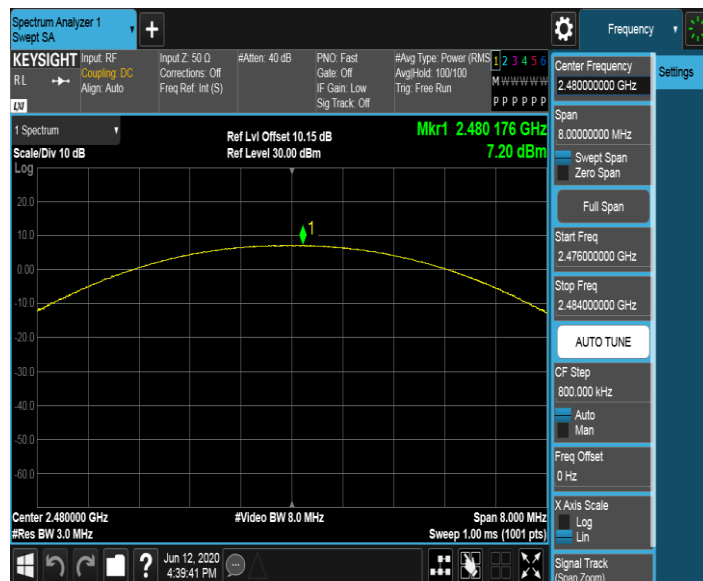 Spectrum Analyzer 1
Swept SA
+
Frequency
KEYSIGHT
Input: RF
Coupling: DC
Align: Auto
Input Z: 50 Ω
Corrections: Off
Freq Ref: Int (S)
#Atten: 40 dB
PNO: Fast
Gate: Off
IF Gain: Low
Sig Track: Off
#Avg Type: Power (RMS
Avg|Hold: 100/100
Trig: Free Run
1 2 3 4 5 6
M W W W W W
P P P P P P
RL
LXI
1 Spectrum
Scale/Div 10 dB
Log
Ref Lvl Offset 10.15 dB
Ref Level 30.00 dBm
Mkr1 2.480 176 GHz
7.20 dBm
1
20.0
10.0
0.00
-10.0
-20.0
-30.0
-40.0
-50.0
-60.0
Center 2.480000 GHz
#Res BW 3.0 MHz
#Video BW 8.0 MHz
Span 8.000 MHz
Sweep 1.00 ms (1001 pts)
?
Jun 12, 2020
4:39:41 PM
Center Frequency
2.480000000 GHz
Settings
Span
8.00000000 MHz
Swept Span
Zero Span
Full Span
Start Freq
2.476000000 GHz
Stop Freq
2.484000000 GHz
AUTO TUNE
CF Step
800.000 kHz
Auto
Man
Freq Offset
0 Hz
X Axis Scale
Log
Lin
Signal Track
(Span Zoom)